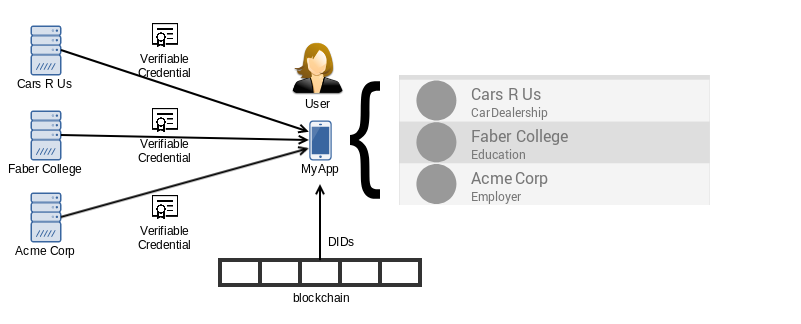 Verifiable
Credential
Cars R Us
User
Cars R Us
CarDealership
Verifiable
Credential
Faber College
MyApp
Faber College
Education
Acme Corp
Employer
Verifiable
Credential
Acme Corp
DIDs
blockchain